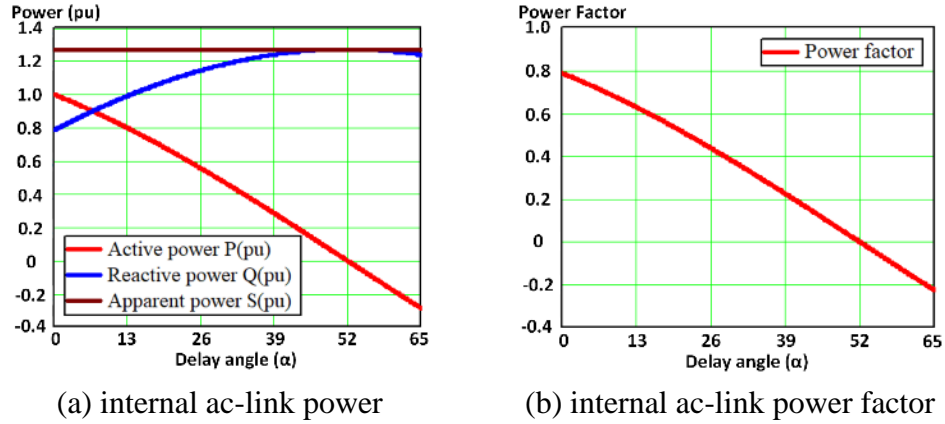 Power (pu)
1.4
1.2
1.0
0.8
0.6
0.4
0.2
0
-0.2
-0.4
Active power P(pu)
Reactive power Q(pu)
Apparent power S(pu)
0 13 26 39 52 65
Delay angle (α)
(a) internal ac-link power
Power Factor
1.0
0.8
0.6
0.4
0.2
0
-0.2
-0.4
Power factor
0 13 26 39 52 65
Delay angle (α)
(b) internal ac-link power factor